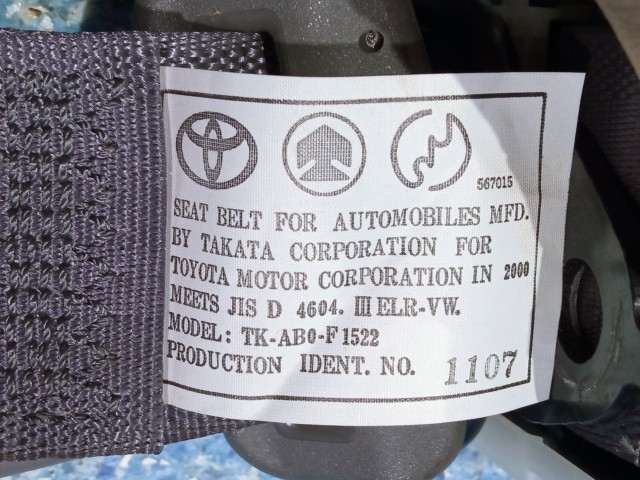 567015
SEAT BELT FOR AUTOMOBILES MFD.
BY TAKATA CORPORATION FOR
TOYOTA MOTOR CORPORATION IN 2000
MEETS JIS D 4604. III ELR-VW.
MODEL: TK-AB0-F1522
PRODUCTION IDENT. NO. 1107